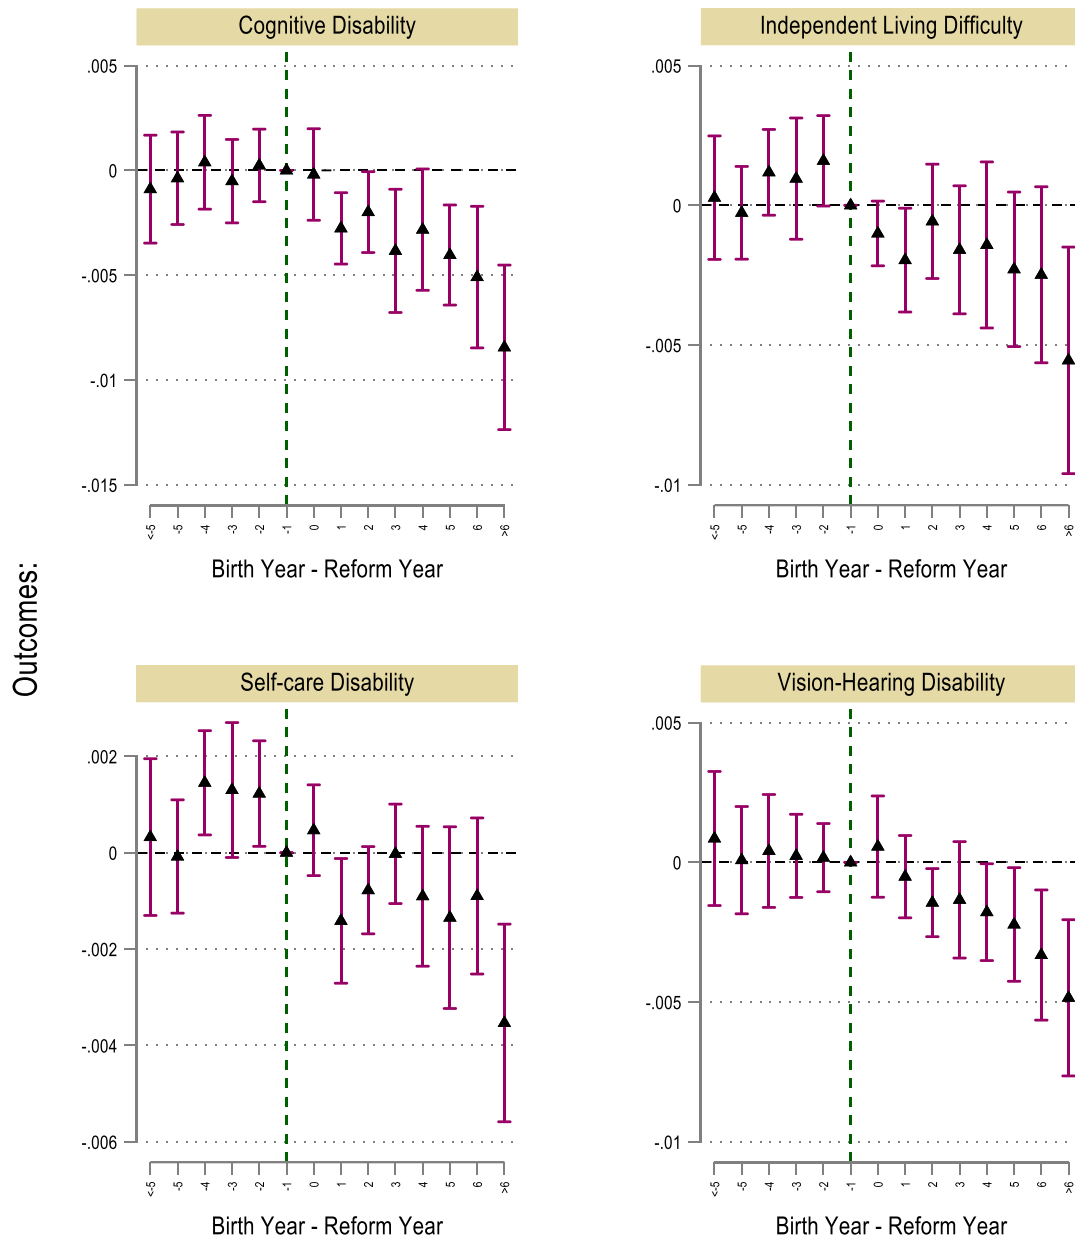 Outcomes:
Cognitive Disability
.005
0
-.005
-.01
-.015
<-5 -5 -4 -3 -2 -1 0 1 2 3 4 5 6 >6
Birth Year - Reform Year
Independent Living Difficulty
.005
0
-.005
-.01
<-5 -5 -4 -3 -2 -1 0 1 2 3 4 5 6 >6
Birth Year - Reform Year
Self-care Disability
.002
0
-.002
-.004
-.006
<-5 -5 -4 -3 -2 -1 0 1 2 3 4 5 6 >6
Birth Year - Reform Year
Vision-Hearing Disability
.005
0
-.005
-.01
<-5 -5 -4 -3 -2 -1 0 1 2 3 4 5 6 >6
Birth Year - Reform Year